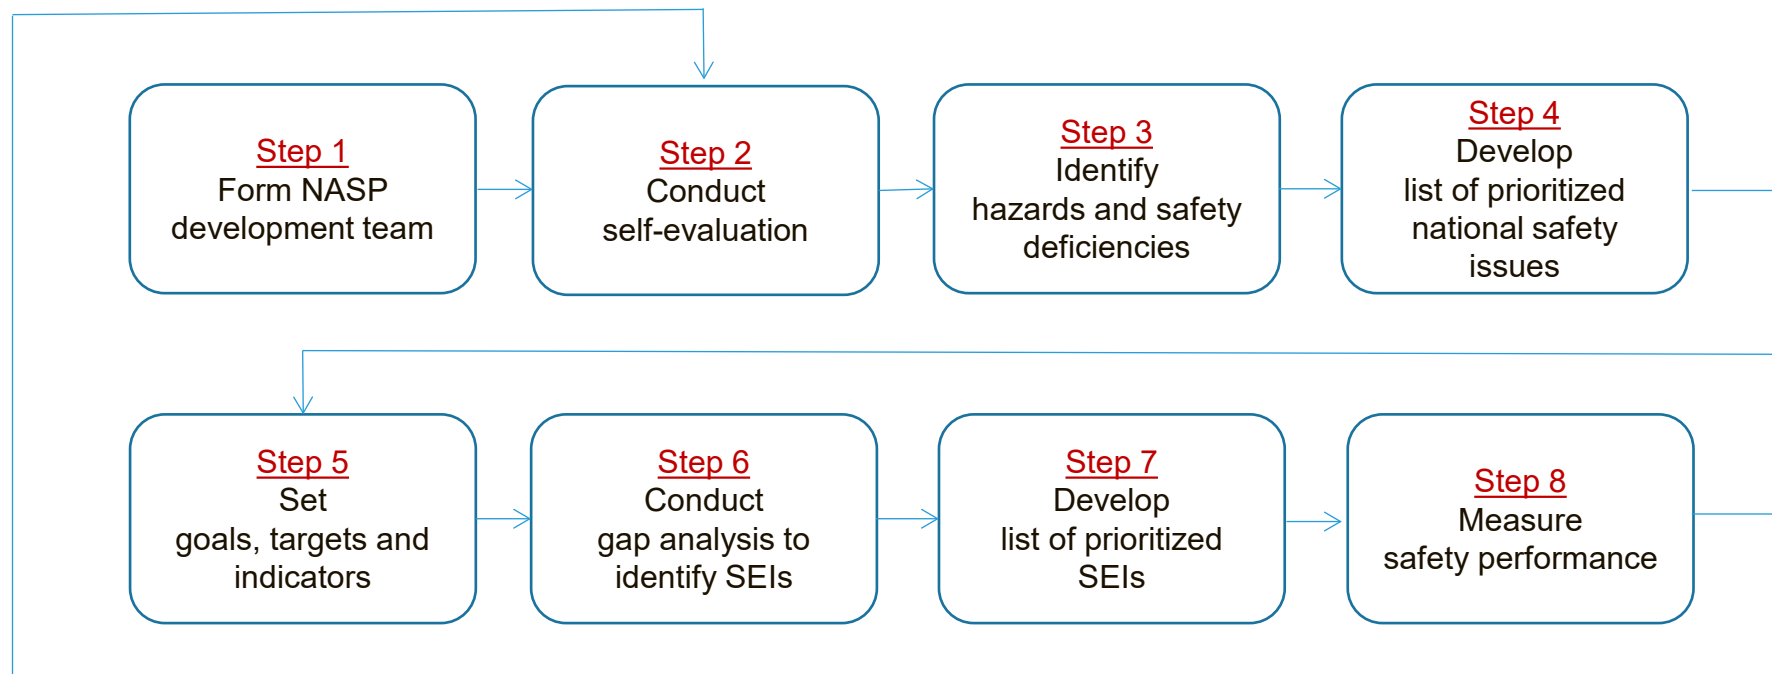 Step 1
Form NASP
development team
Step 2
Conduct
self-evaluation
Step 3
Identify
hazards and safety
deficiencies
Step 4
Develop
list of prioritized
national safety
issues
Step 5
Set
goals, targets and
indicators
Step 6
Conduct
gap analysis to
identify SEIs
Step 7
Develop
list of prioritized
SEIs
Step 8
Measure
safety performance